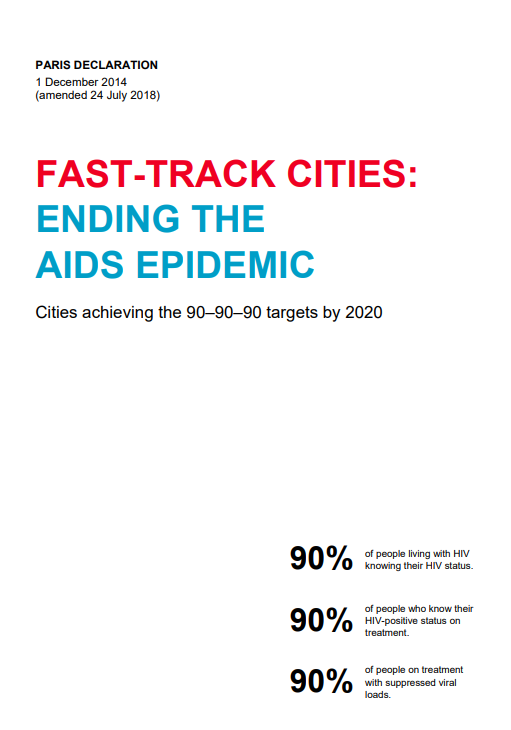 PARIS DECLARATION
1 December 2014
(amended 24 July 2018)
FAST-TRACK CITIES:
ENDING THE
AIDS EPIDEMIC
Cities achieving the 90–90–90 targets by 2020
90%
of people living with HIV
knowing their HIV status.
90%
of people who know their
HIV-positive status on
treatment.
90%
of people on treatment
with suppressed viral
loads.